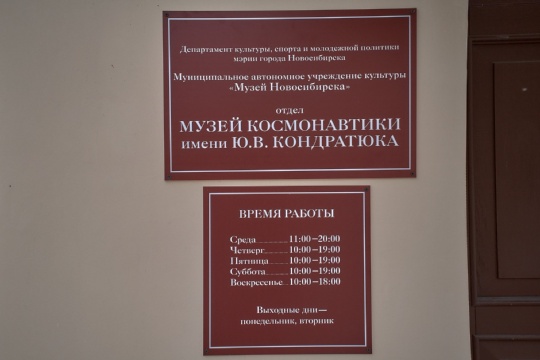 Департамент культуры, спорта и молодежной политики
мэрии города Новосибирска
Муниципальное автономное учреждение культуры
«Музей Новосибирска»
отдел
МУЗЕЙ КОСМОНАВТИКИ
имени Ю.В. КОНДРАТЮКА
ВРЕМЯ РАБОТЫ
Среда..........11:00–20:00
Четверг........10:00–19:00
Пятница........10:00–19:00
Суббота........10:00–19:00
Воскресенье 10:00–18:00
Выходные дни—
понедельник, вторник